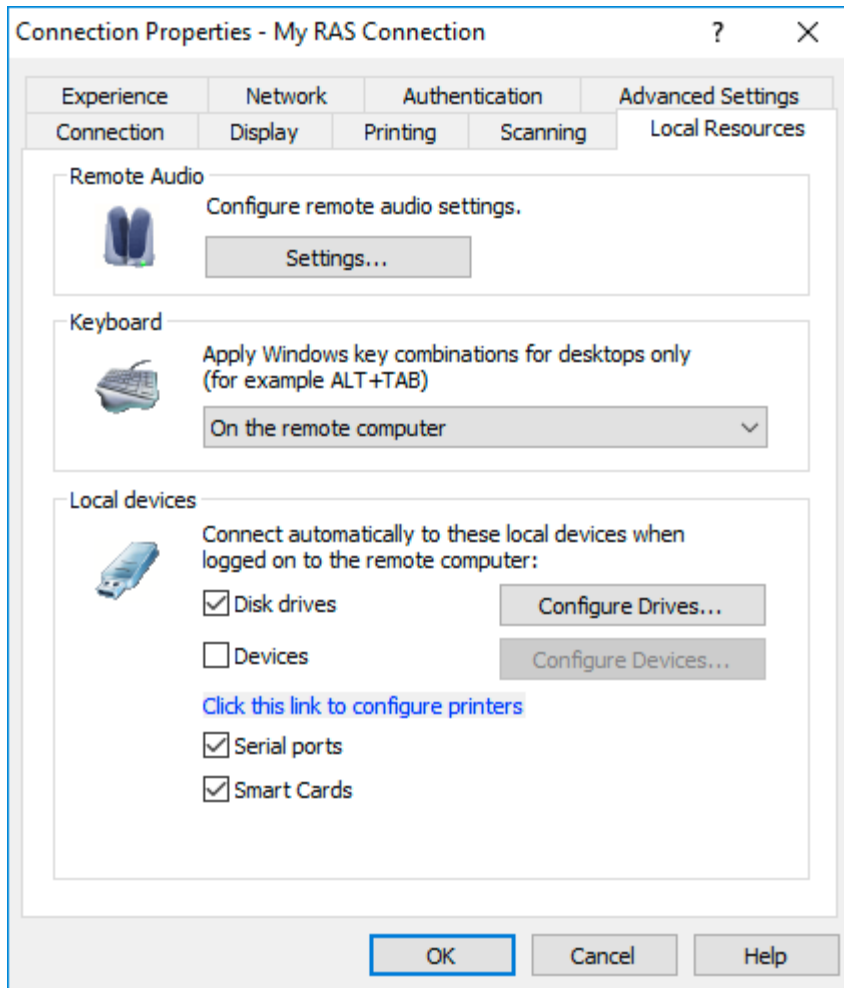 Connection Properties - My RAS Connection ?
Experience Network Authentication Advanced Settings
Connection Display Printing Scanning Local Resources
Remote Audio
Configure remote audio settings.
Settings...
Keyboard
Apply Windows key combinations for desktops only
(for example ALT+TAB)
On the remote computer
Local devices
Connect automatically to these local devices when
logged on to the remote computer:
Disk drives Configure Drives...
Devices Configure Devices...
Click this link to configure printers
Serial ports
Smart Cards
OK Cancel Help